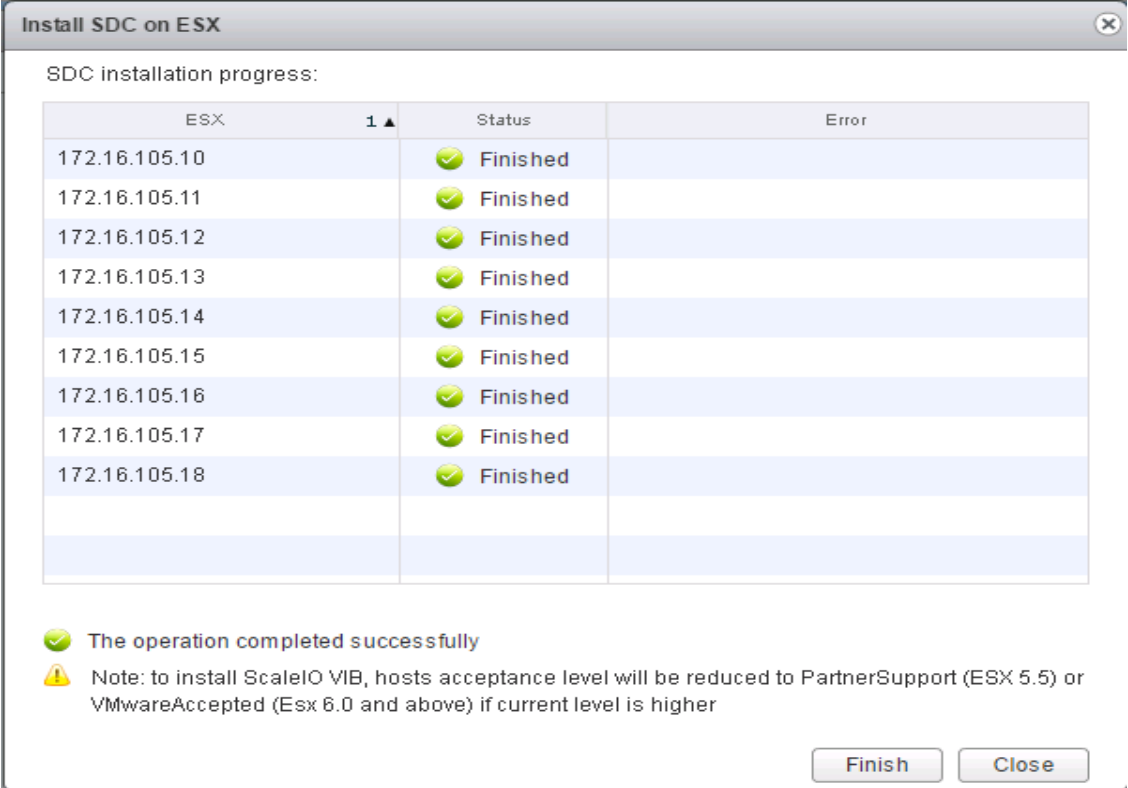 Install SDC on ESX
SDC installation progress:
ESX 1 ▲ Status Error
172.16.105.10 Finished
172.16.105.11 Finished
172.16.105.12 Finished
172.16.105.13 Finished
172.16.105.14 Finished
172.16.105.15 Finished
172.16.105.16 Finished
172.16.105.17 Finished
172.16.105.18 Finished
The operation completed successfully
Note: to install ScaleIO VIB, hosts acceptance level will be reduced to PartnerSupport (ESX 5.5) or
VMwareAccepted (Esx 6.0 and above) if current level is higher
Finish Close